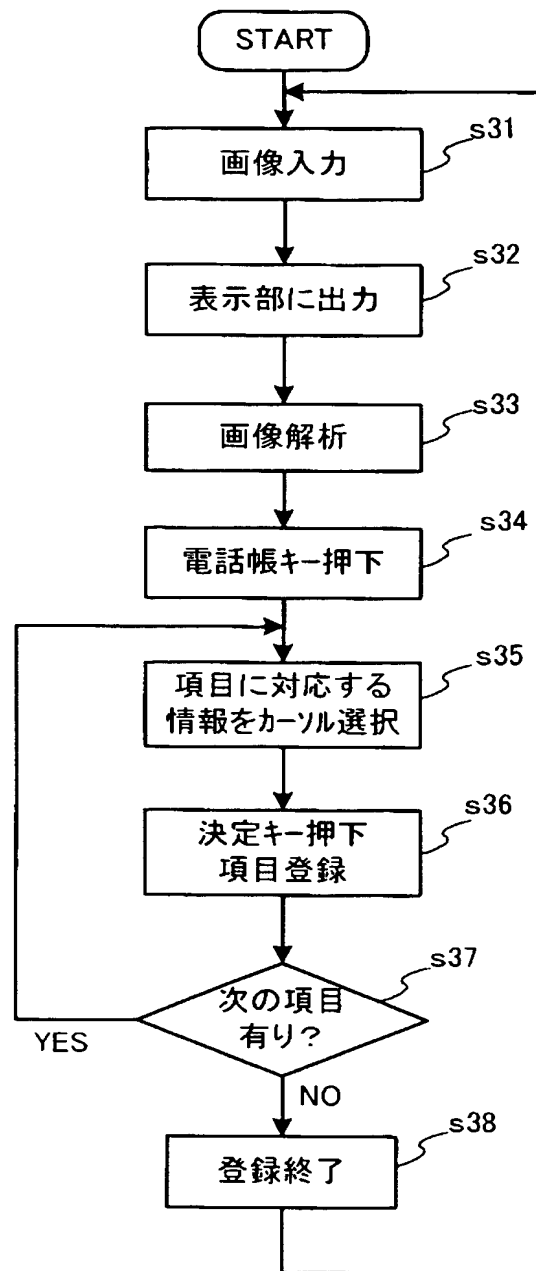 START
s31
画像入力
s32
表示部に出力
s33
画像解析
s34
電話帳キー押下
s35
項目に対応する
情報をカーソル選択
s36
決定キー押下
項目登録
s37
次の項目
有り?
YES
NO
s38
登録終了